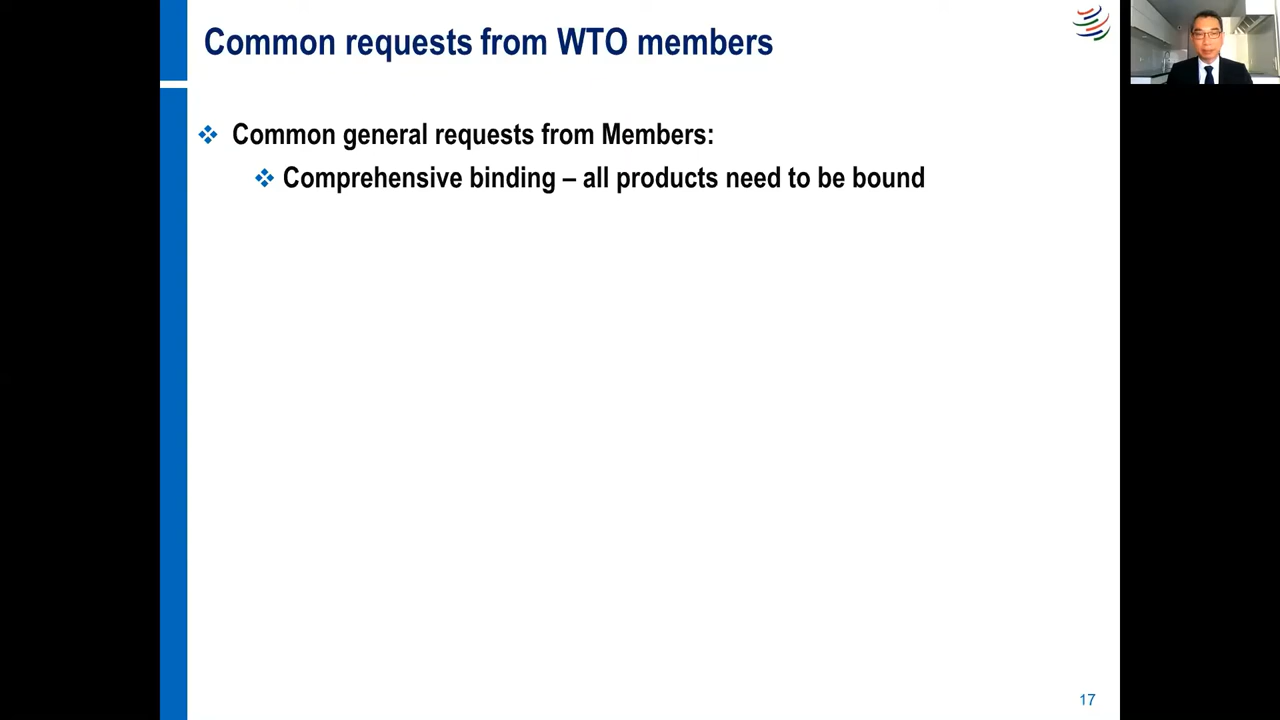 Common requests from WTO members
Common general requests from Members:
Comprehensive binding – all products need to be bound
17